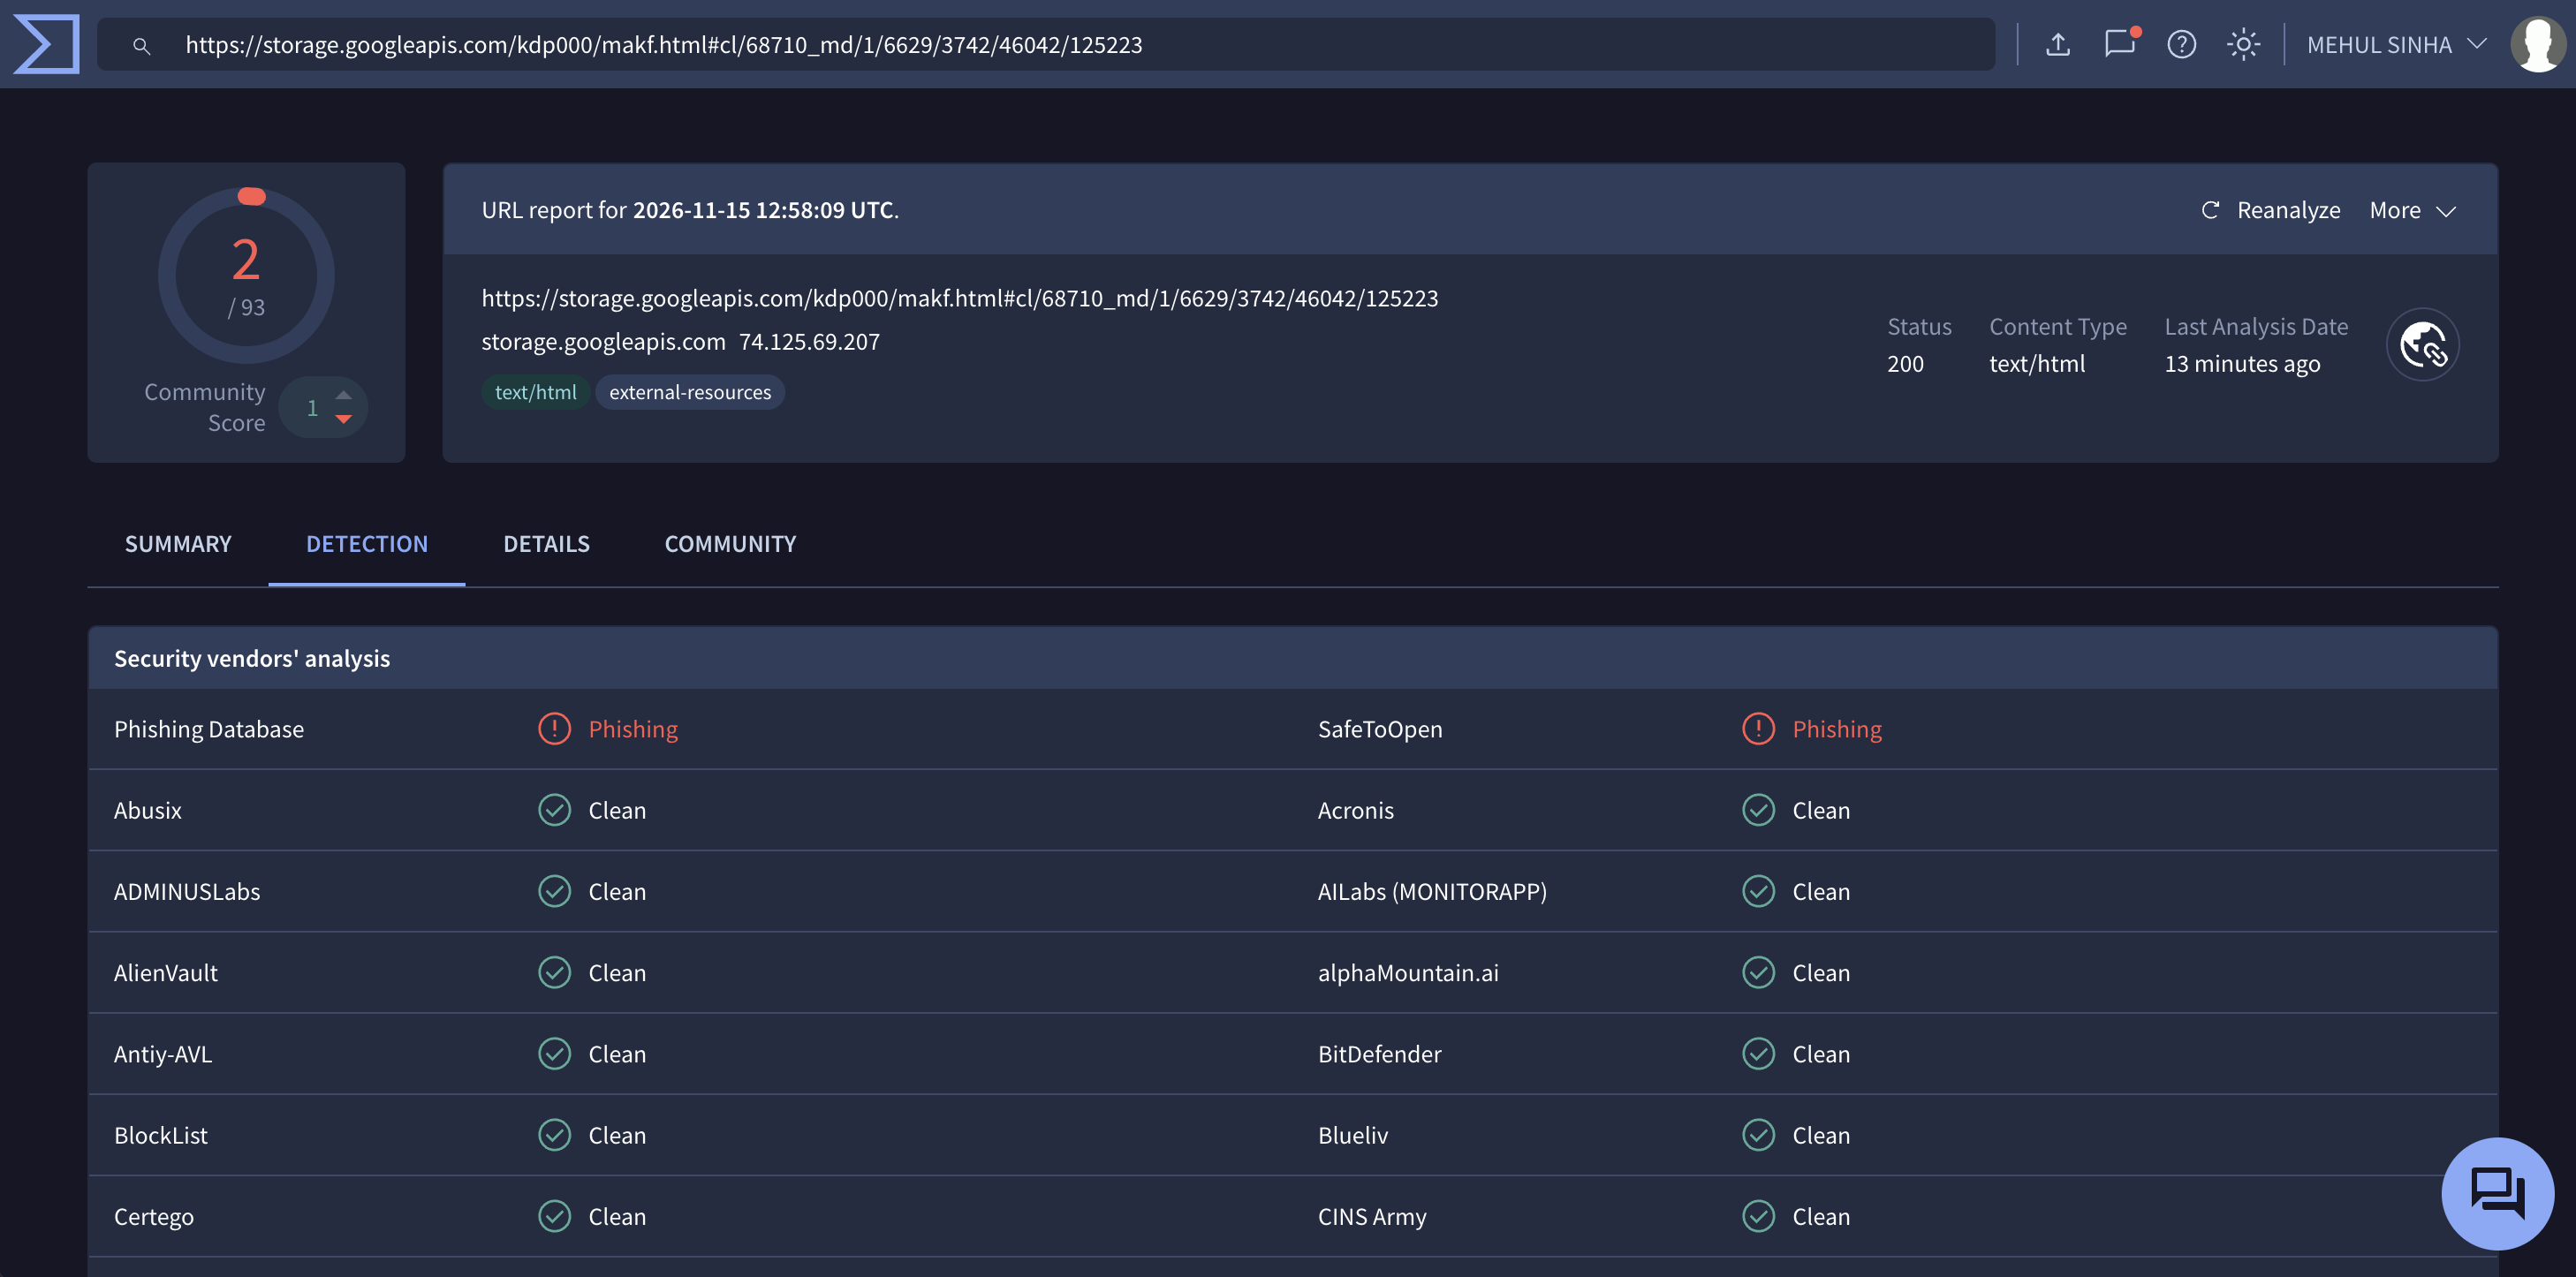 https://storage.googleapis.com/kdp000/makf.html#cl/68710_md/1/6629/3742/46042/125223
MEHUL SINHA
2
/ 93
Community
Score
1
URL report for 2026-11-15 12:58:09 UTC.
Reanalyze
More
https://storage.googleapis.com/kdp000/makf.html#cl/68710_md/1/6629/3742/46042/125223
storage.googleapis.com 74.125.69.207
text/html external-resources
Status
200
Content Type
text/html
Last Analysis Date
13 minutes ago
SUMMARY DETECTION DETAILS COMMUNITY
Security vendors' analysis
Phishing Database Phishing SafeToOpen Phishing
Abusix Clean Acronis Clean
ADMINUSLabs Clean AILabs (MONITORAPP) Clean
AlienVault Clean alphaMountain.ai Clean
Antiy-AVL Clean BitDefender Clean
BlockList Clean Blueliv Clean
Certego Clean CINS Army Clean